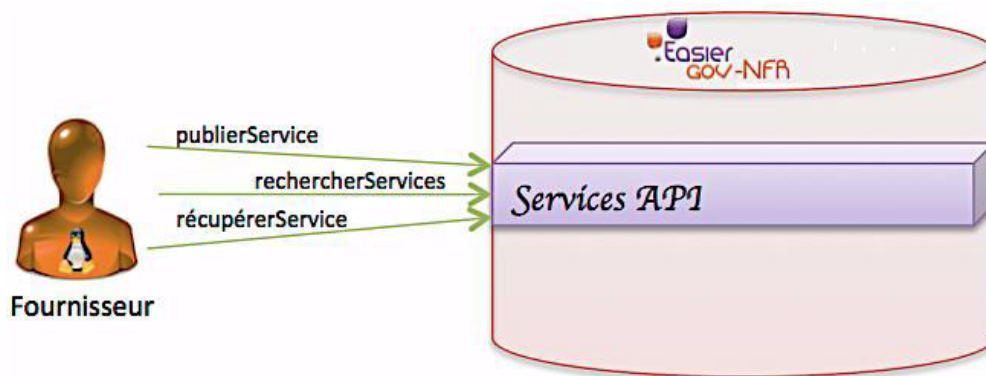 .Easier
GOV-NFR
publierService
rechercherServices
récupérerService
Services API
Fournisseur